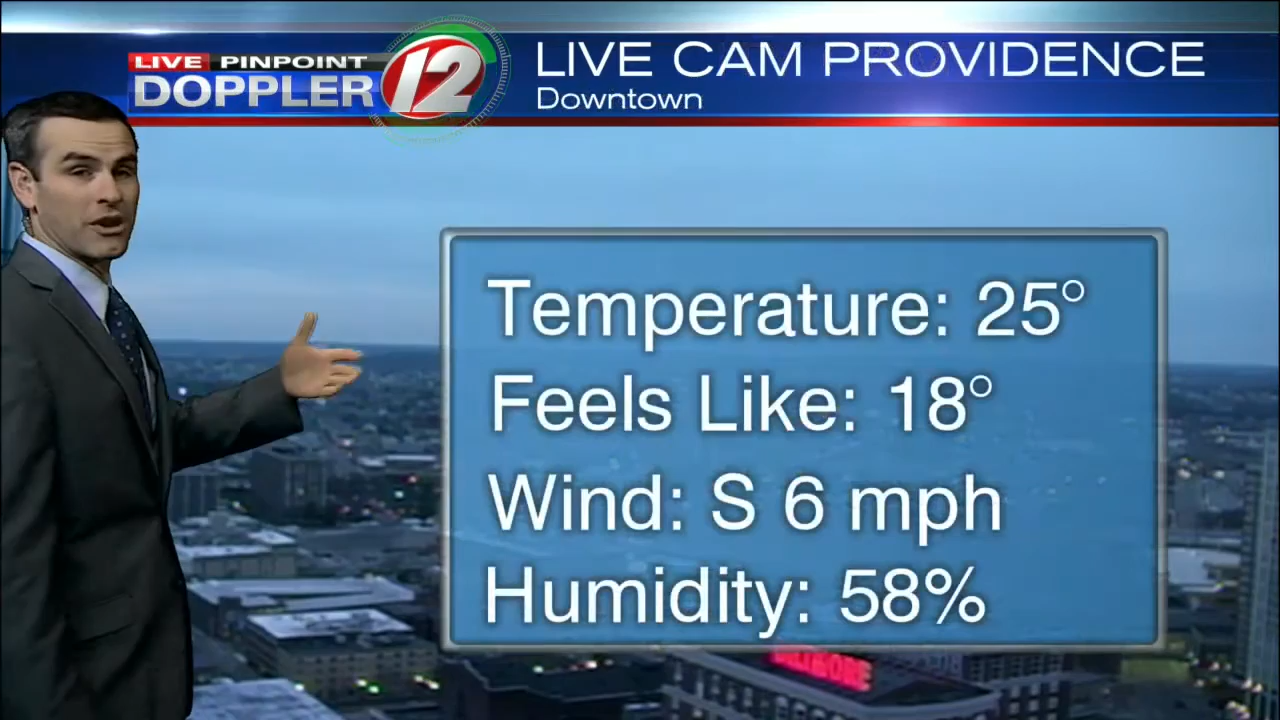 LIVE PINPOINT
DOPPLER 12
LIVE CAM PROVIDENCE
Downtown
Temperature: 25°
Feels Like: 18°
Wind: S 6 mph
Humidity: 58%